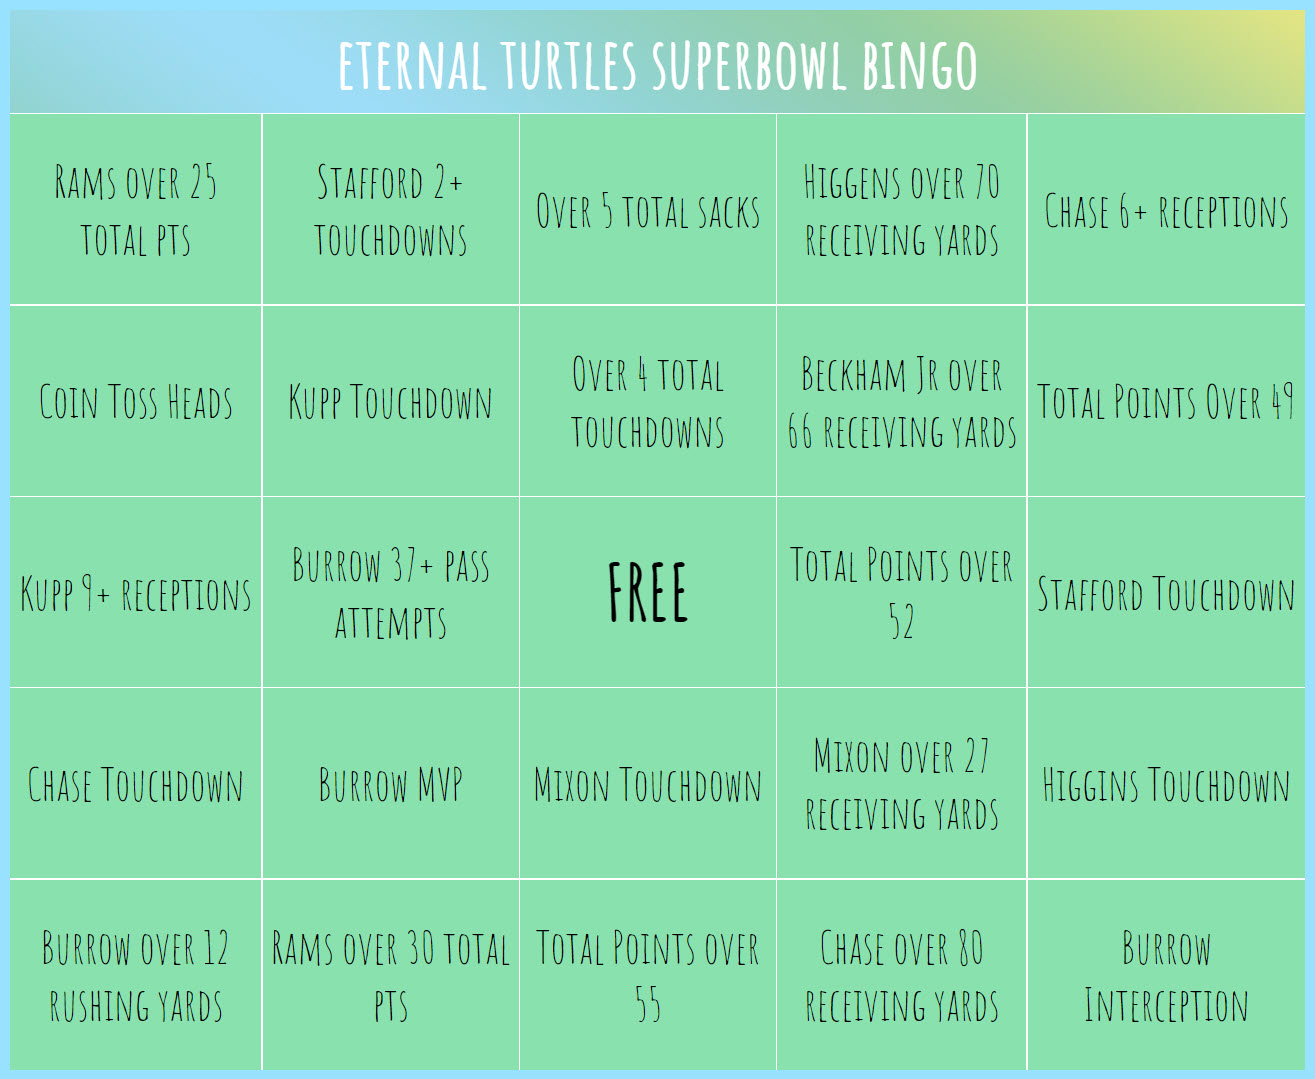 ETERNAL TURTLES SUPERBOWL BINGO
RAMS OVER 25
TOTAL PTS
STAFFORD 2+
TOUCHDOWNS
OVER 5 TOTAL SACKS
HIGGENS OVER 70
RECEIVING YARDS
CHASE 6+ RECEPTIONS
COIN TOSS HEADS
KUPP TOUCHDOWN
OVER 4 TOTAL
TOUCHDOWNS
BECKHAM JR OVER
66 RECEIVING YARDS
TOTAL POINTS OVER 49
KUPP 9+ RECEPTIONS
BURROW 37+ PASS
ATTEMPTS
FREE
TOTAL POINTS OVER
52
STAFFORD TOUCHDOWN
CHASE TOUCHDOWN
BURROW MVP
MIXON TOUCHDOWN
MIXON OVER 27
RECEIVING YARDS
HIGGINS TOUCHDOWN
BURROW OVER 12
RUSHING YARDS
RAMS OVER 30 TOTAL
PTS
TOTAL POINTS OVER
55
CHASE OVER 80
RECEIVING YARDS
BURROW
INTERCEPTION